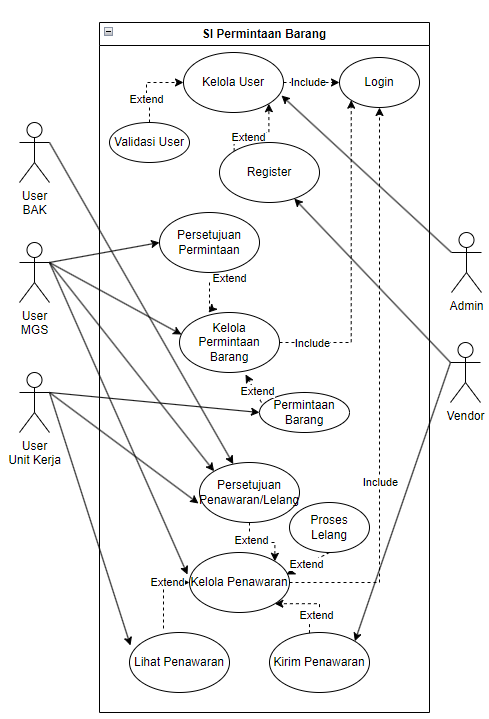 SI Permintaan Barang
Kelola User
Include
Login
Extend
Validasi User
Extend
Register
User
BAK
Persetujuan
Permintaan
User
MGS
Extend
Admin
Kelola
Permintaan
Barang
Include
Extend
Permintaan
Barang
Vendor
User
Unit Kerja
Persetujuan
Penawaran/Lelang
Include
Proses
Lelang
Extend
Extend
Extend
Kelola Penawaran
Extend
Lihat Penawaran
Kirim Penawaran